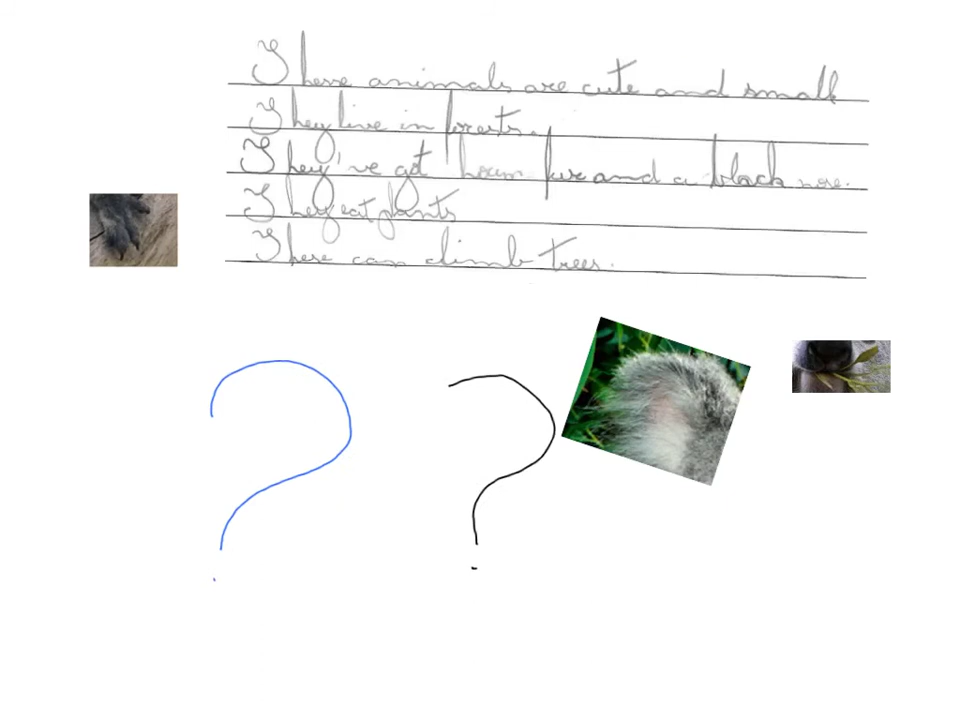 These animals are cute and small
They live in forests.
They've got brown fur and a black nose.
They eat plants
These can climb trees.
? ?